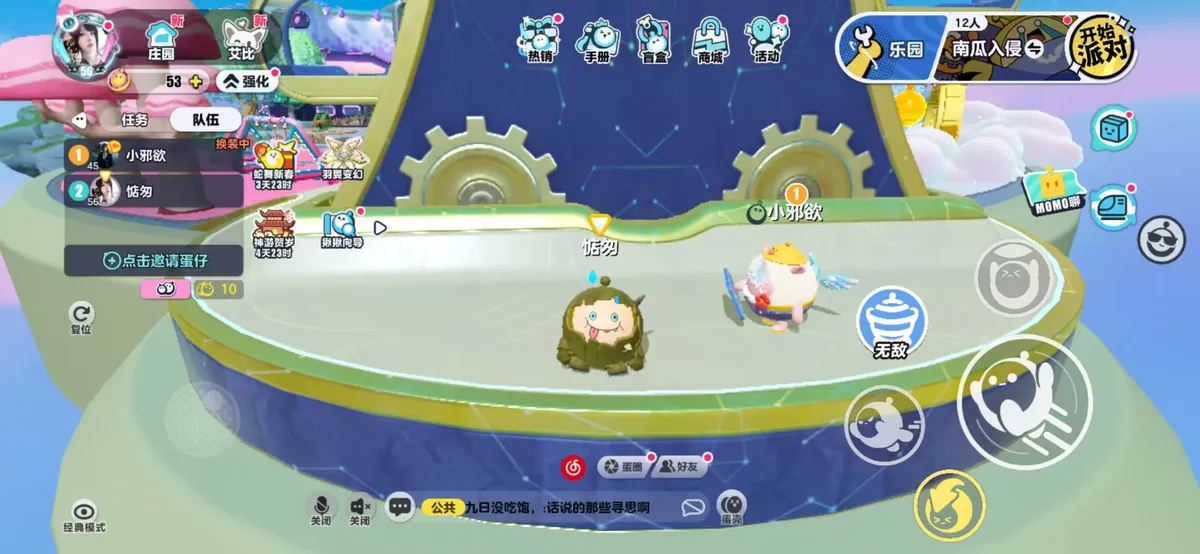 新
新
庄园
艾比
56
53
强化
任务
队伍
换装中
1
45
小邪欲
2
56
惦匆
点击邀请蛋仔
10
复位
经典模式
热销
手册
盲盒
商城
活动
12人
乐园
南瓜入侵
开始
派对
蛇舞新春
3天23时
羽翼变幻
神游贺岁
4天23时
揪揪向导
惦匆
1
小邪欲
MOMO聊
无敌
蛋圈
好友
关闭
关闭
公共
九日没吃饱，:话说的那些寻思啊
蛋壳